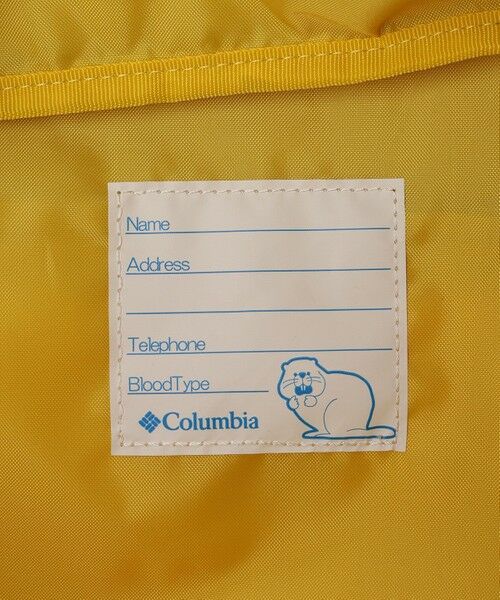 Name
Address
Telephone
BloodType
Columbia